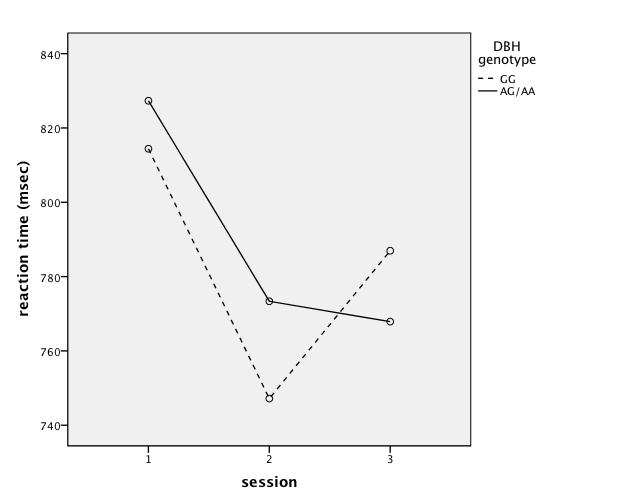 DBH
genotype
GG
AG/AA
840
820
800
780
760
740
reaction time (msec)
1 2 3
session